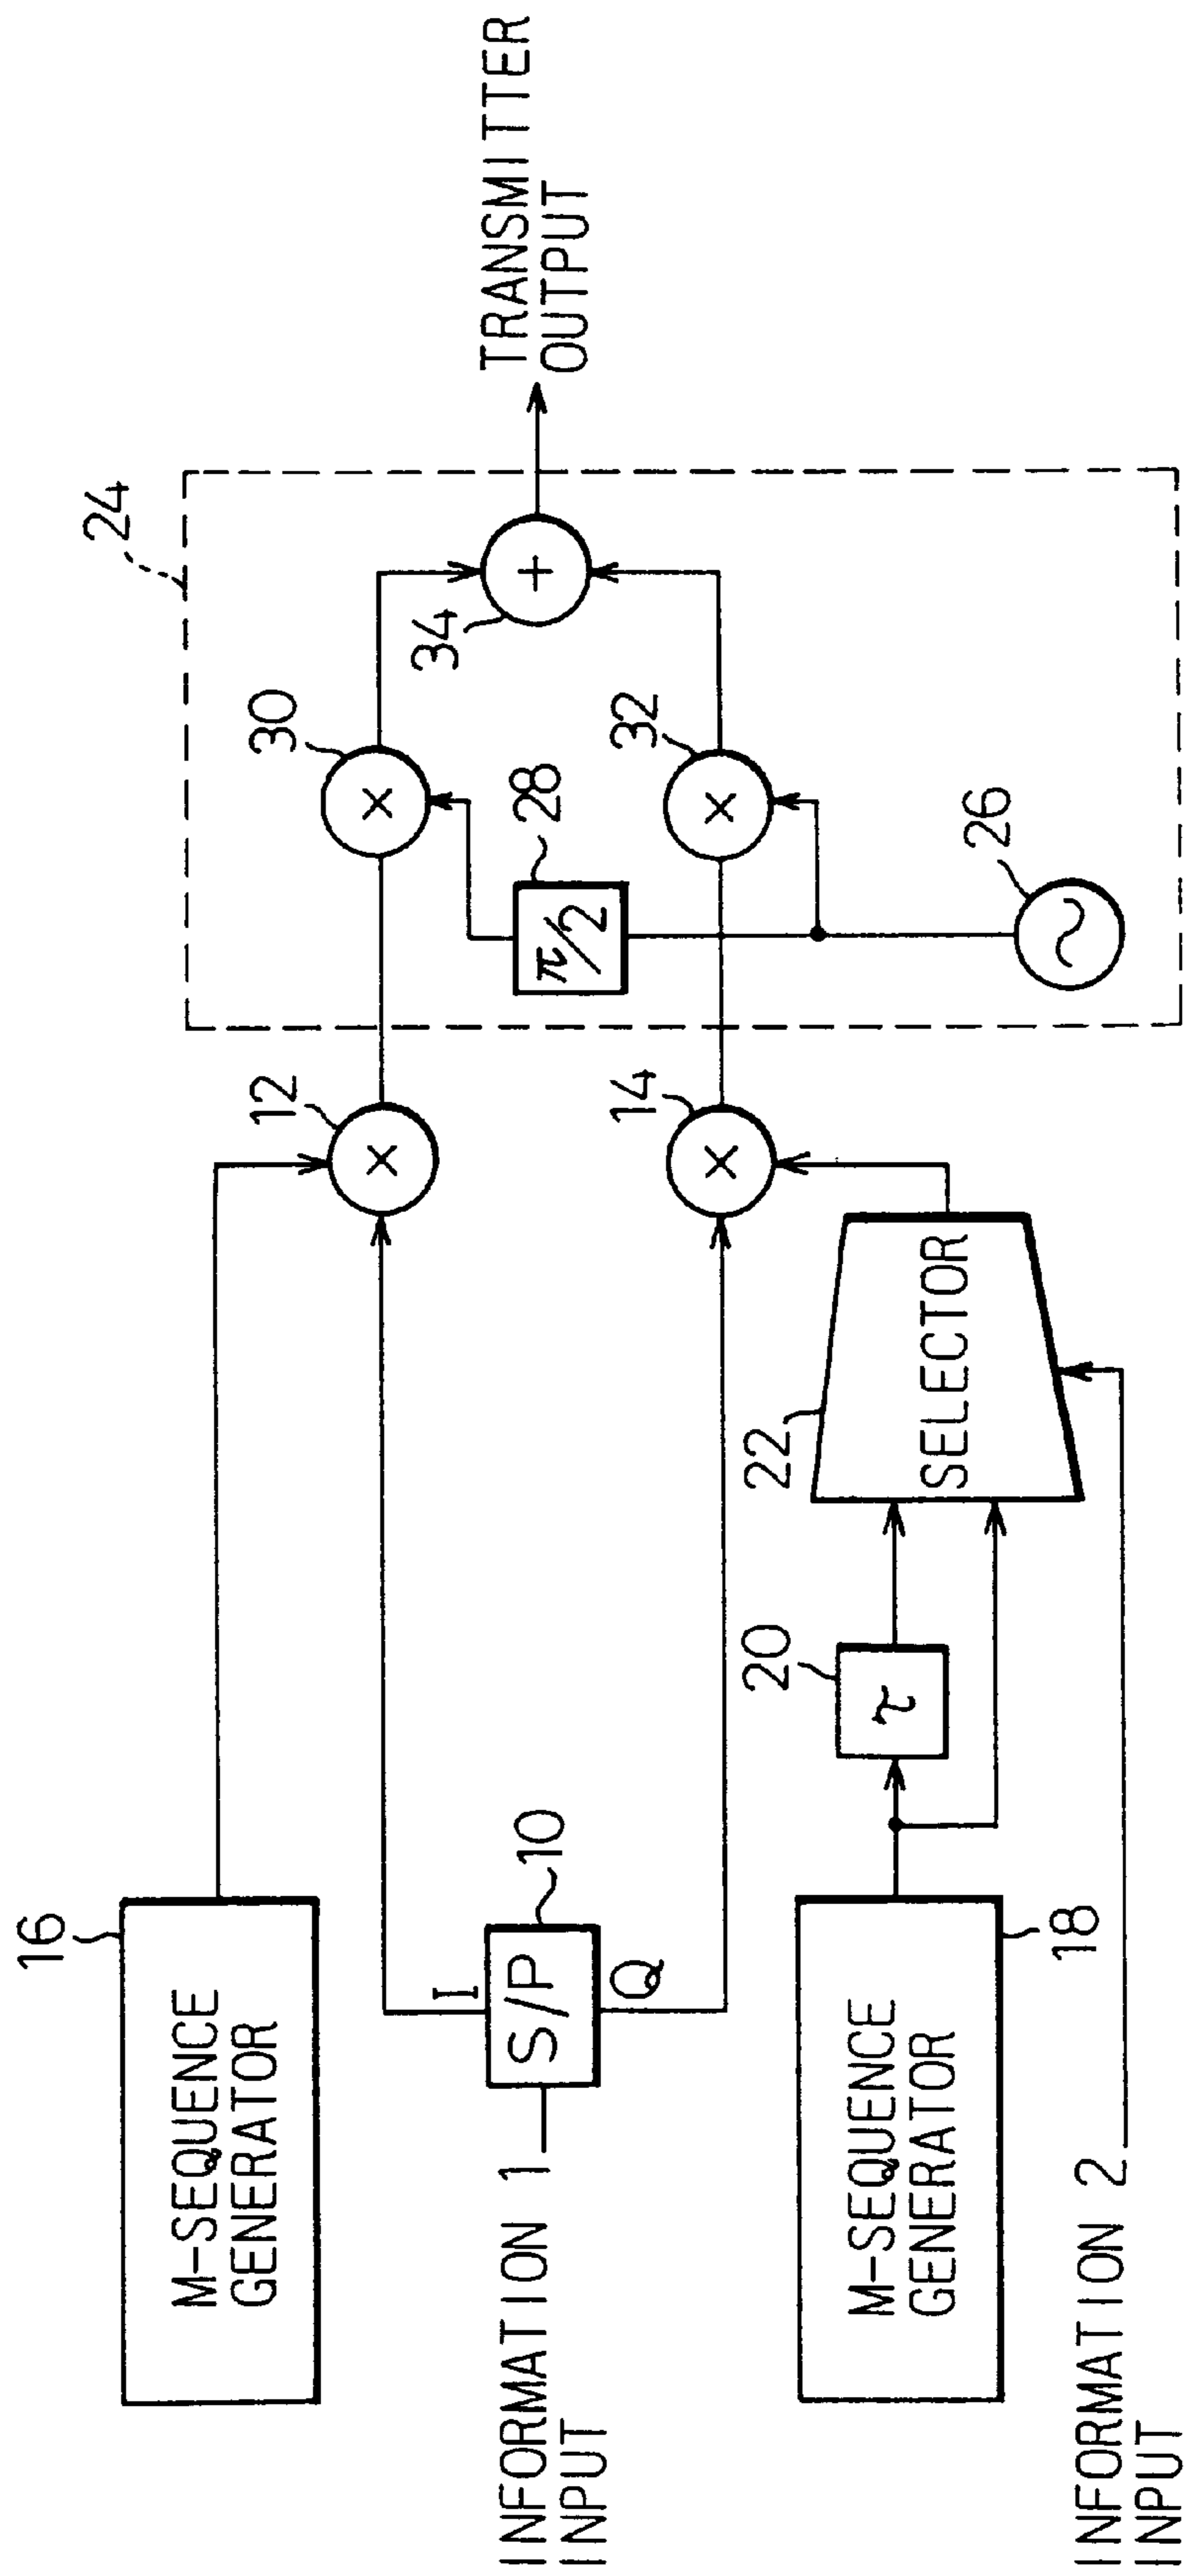 16
M-SEQUENCE
GENERATOR
12
30
24
I
INFORMATION 1
INPUT
S/P
10
Q
14
π/2
28
32
34
+
×
×
×
×
TRANSMITTER
OUTPUT
M-SEQUENCE
GENERATOR
18
τ
20
22
SELECTOR
26
INFORMATION 2
INPUT